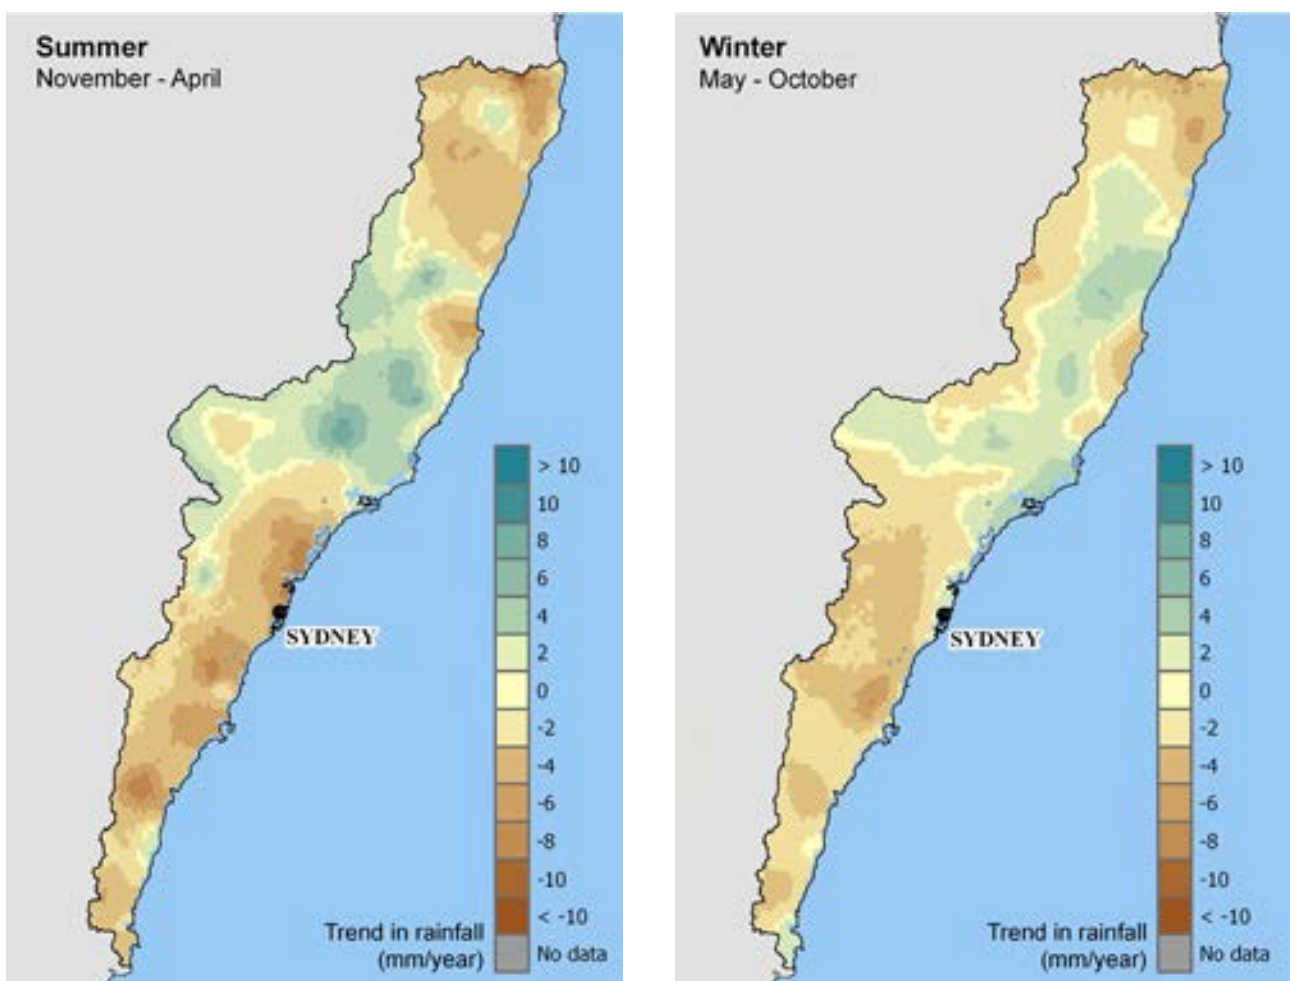 Summer
November - April
SYDNEY
> 10
10
8
6
4
2
0
-2
-4
-6
-8
-10
< -10
No data
Trend in rainfall
(mm/year)
Winter
May - October
SYDNEY
> 10
10
8
6
4
2
0
-2
-4
-6
-8
-10
< -10
No data
Trend in rainfall
(mm/year)